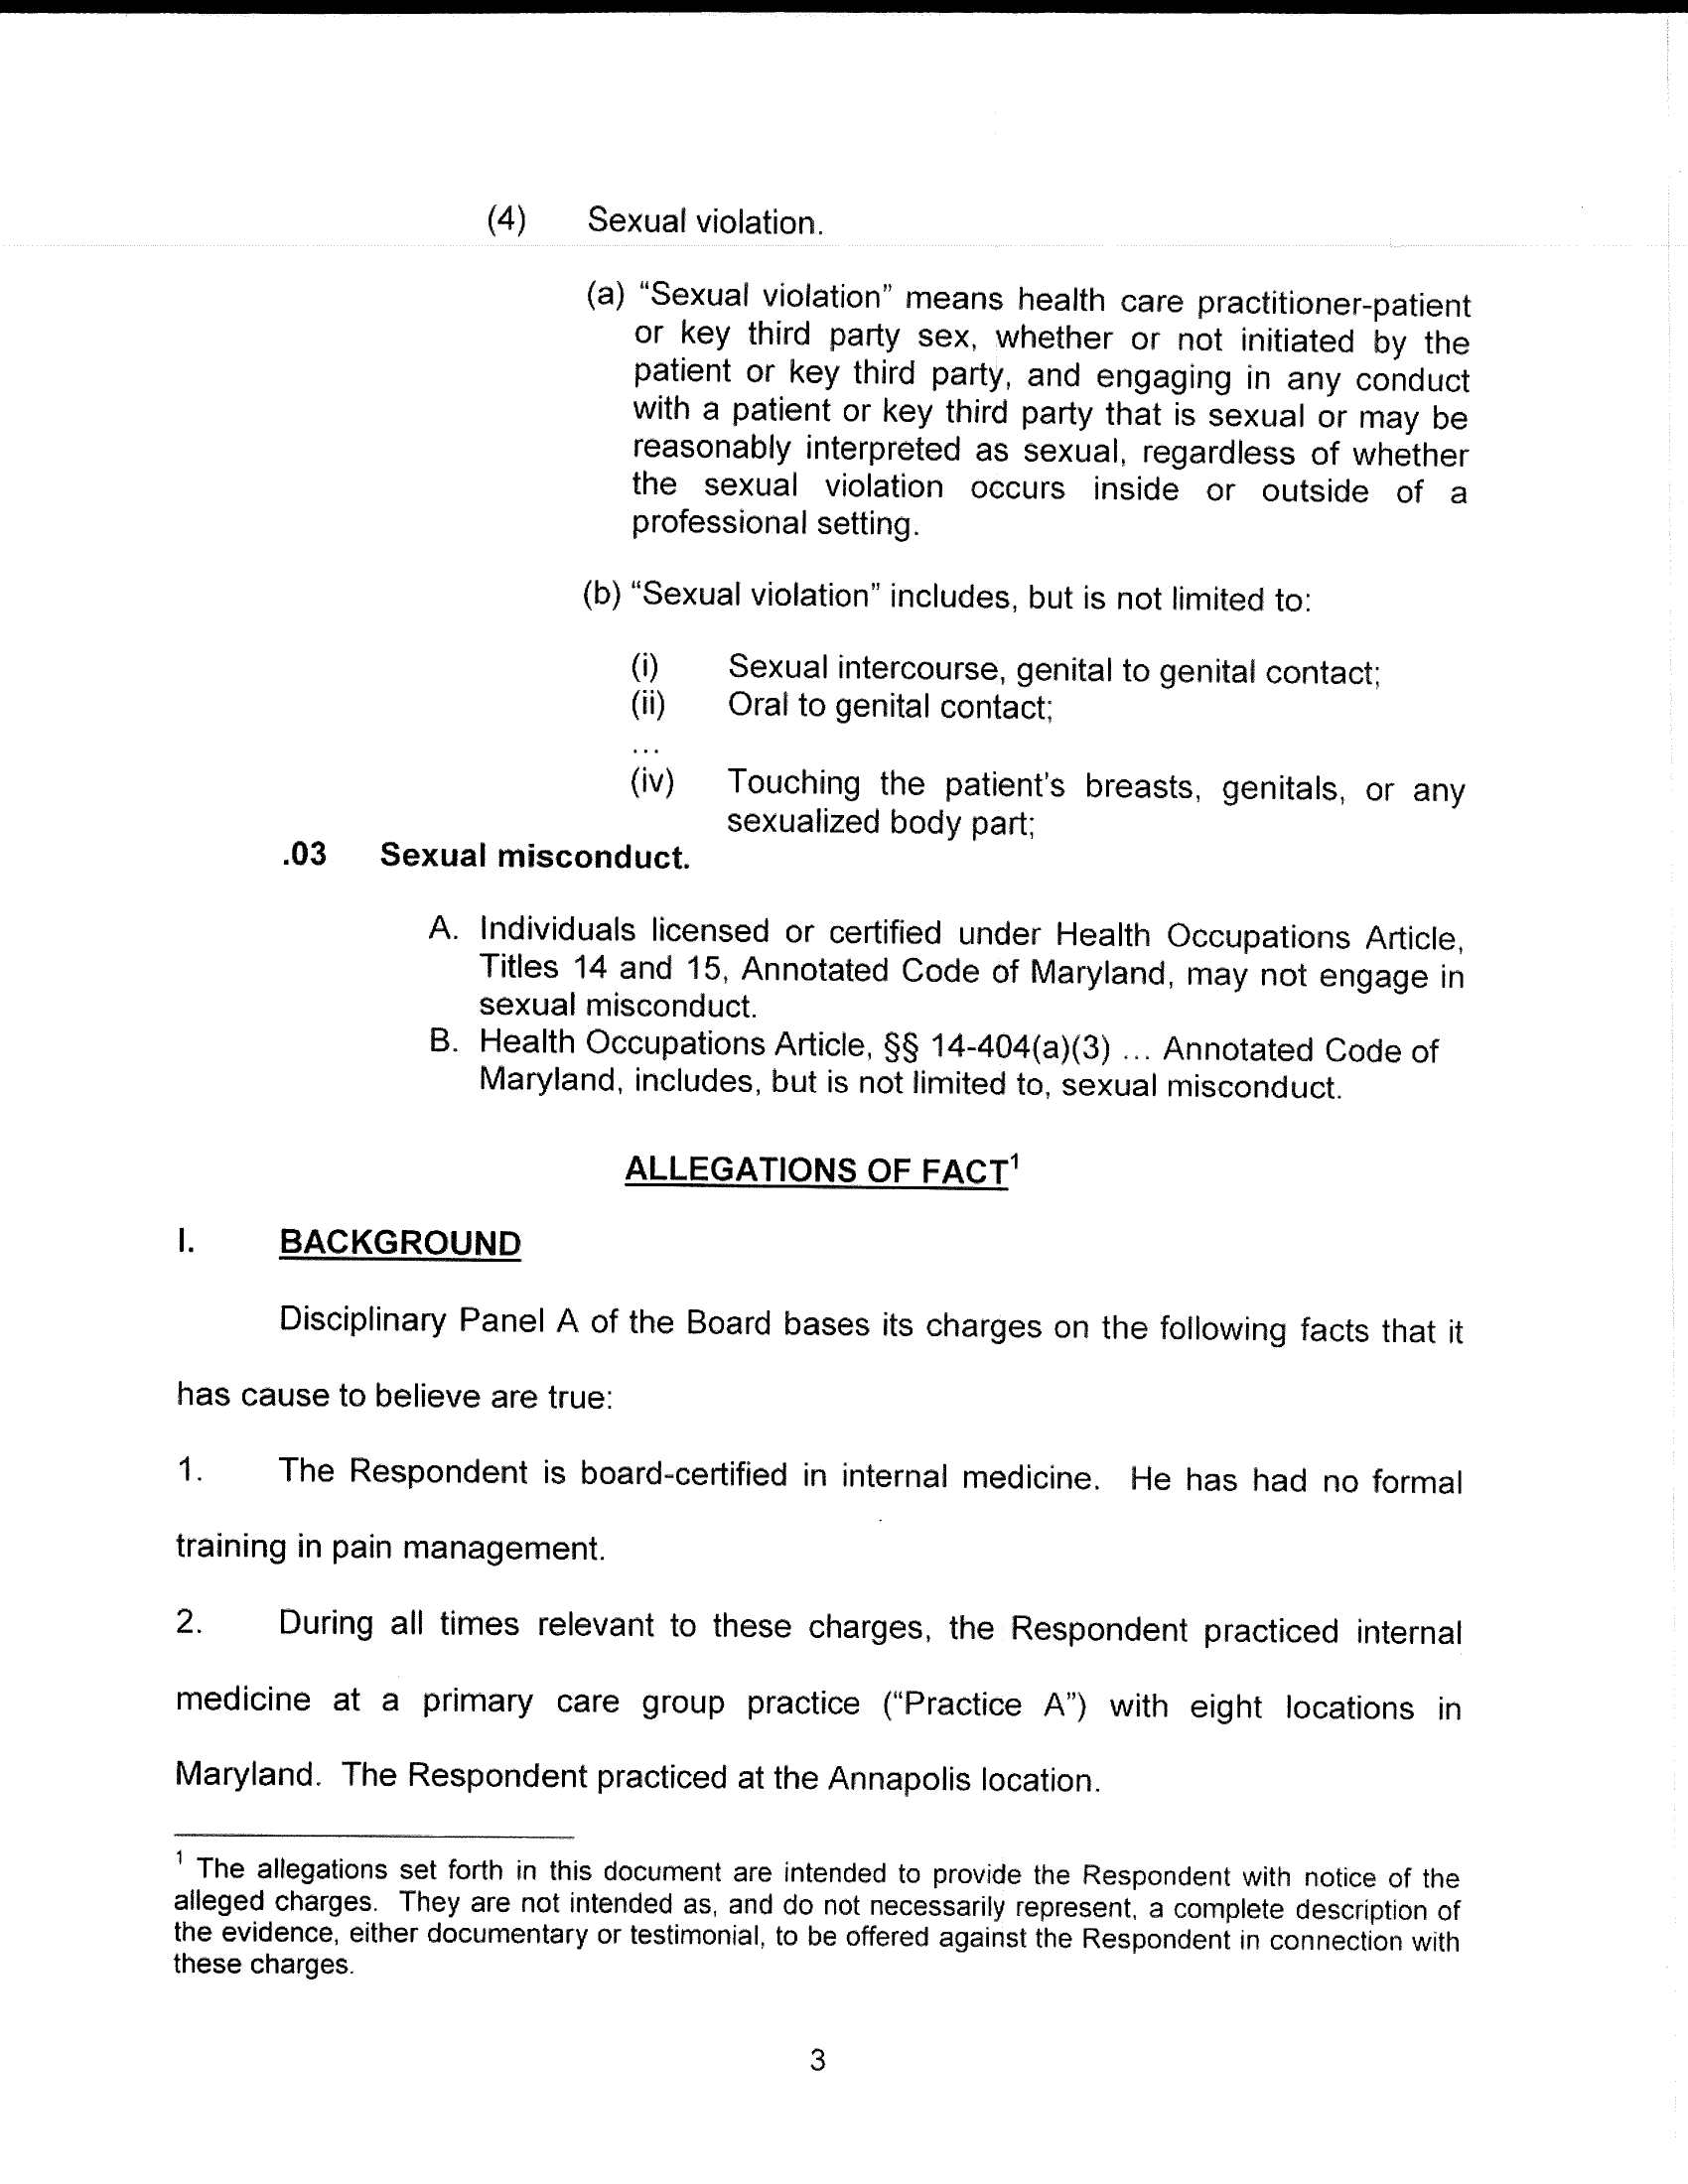 (4) Sexual violation.
(a) “Sexual violation” means health care practitioner-patient
or key third party sex, whether or not initiated by the
patient or key third party, and engaging in any conduct
with a patient or key third party that is sexual or may be
reasonably interpreted as sexual, regardless of whether
the sexual violation occurs inside or outside of a
professional setting.
(b) “Sexual violation” includes, but is not limited to:
(i) Sexual intercourse, genital to genital contact;
(ii) Oral to genital contact;
...
(iv) Touching the patient's breasts, genitals, or any
sexualized body part;
.03 Sexual misconduct.
A. Individuals licensed or certified under Health Occupations Article,
Titles 14 and 15, Annotated Code of Maryland, may not engage in
sexual misconduct.
B. Health Occupations Article, §§ 14-404(a)(3) ... Annotated Code of
Maryland, includes, but is not limited to, sexual misconduct.
ALLEGATIONS OF FACT¹
I. BACKGROUND
Disciplinary Panel A of the Board bases its charges on the following facts that it
has cause to believe are true:
1. The Respondent is board-certified in internal medicine. He has had no formal
training in pain management.
2. During all times relevant to these charges, the Respondent practiced internal
medicine at a primary care group practice (“Practice A”) with eight locations in
Maryland. The Respondent practiced at the Annapolis location.
¹ The allegations set forth in this document are intended to provide the Respondent with notice of the
alleged charges. They are not intended as, and do not necessarily represent, a complete description of
the evidence, either documentary or testimonial, to be offered against the Respondent in connection with
these charges.
3